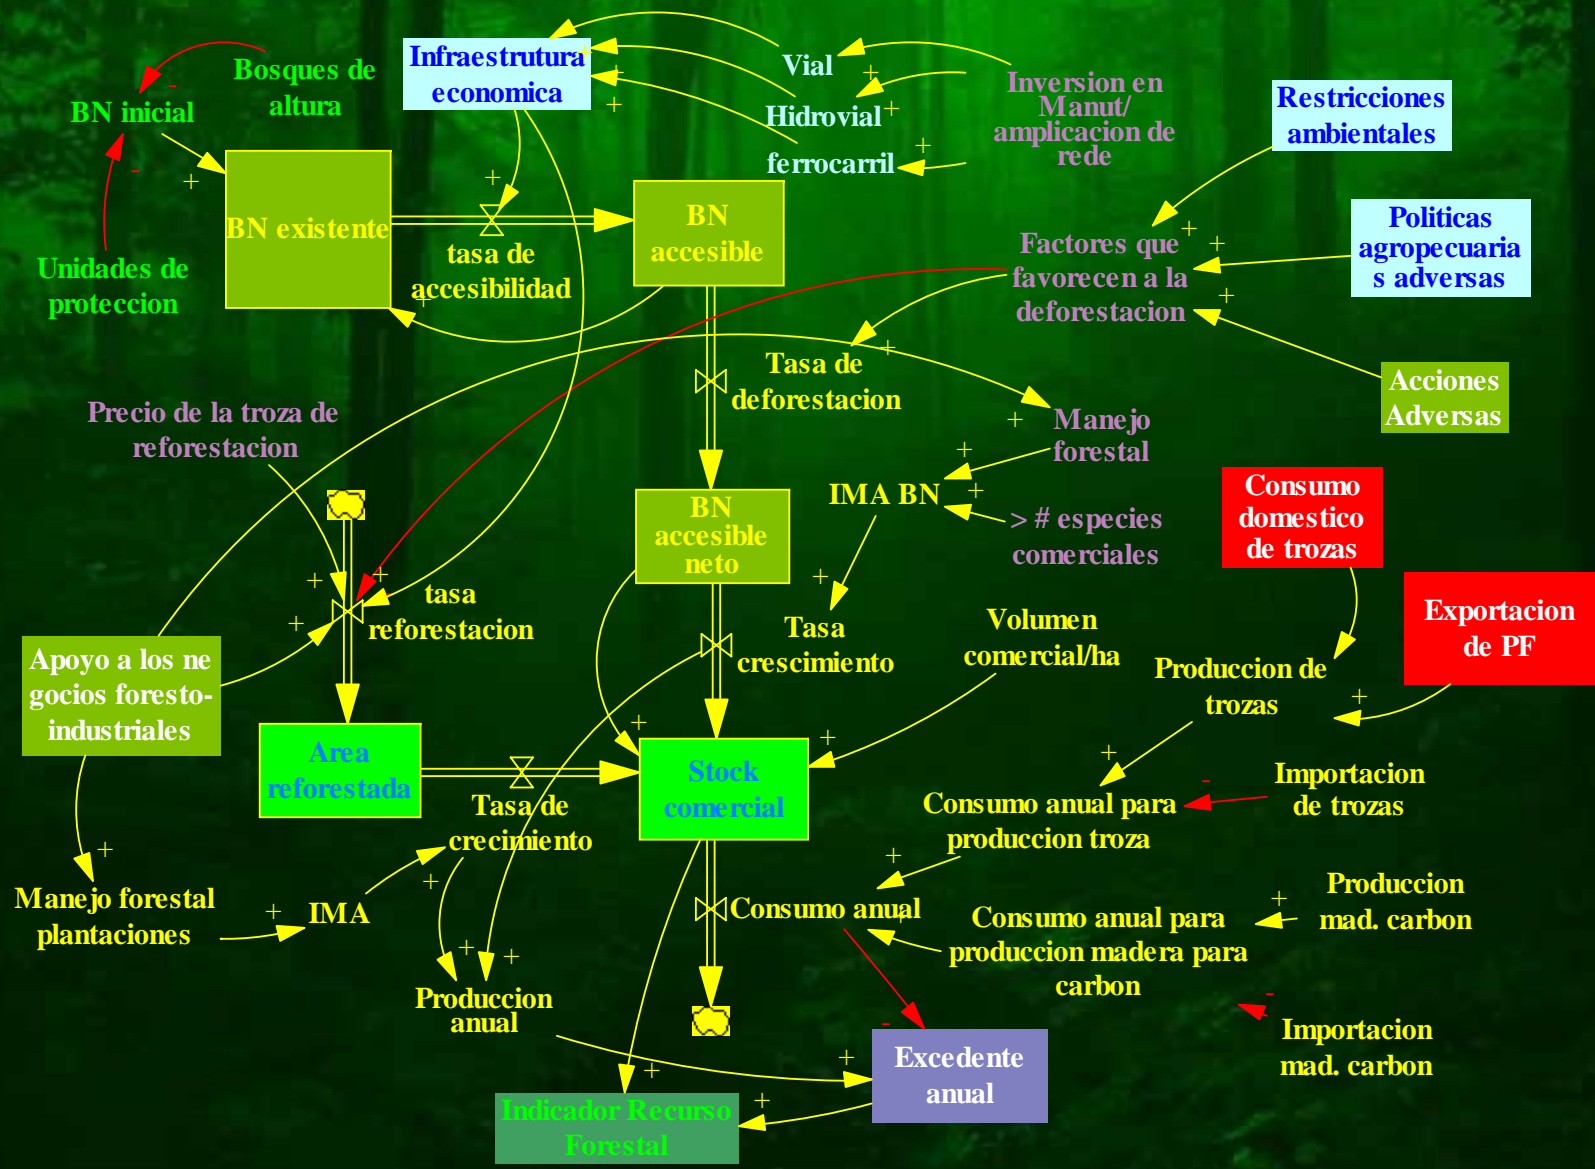 Bosques de
altura
BN inicial
Infraestrutura
economica
Vial
Hidrovial
ferrocarril
Inversion en
Manut/
amplicacion de
rede
Restricciones
ambientales
BN existente
tasa de
accesibilidad
BN
accesible
Unidades de
proteccion
Factores que
favorecen a la
deforestacion
Politicas
agropecuaria
s adversas
Acciones
Adversas
Tasa de
deforestacion
Precio de la troza de
reforestacion
Manejo
forestal
IMA BN
> # especies
comerciales
Consumo
domestico
de trozas
BN
accesible
neto
tasa
reforestacion
Tasa
crescimiento
Volumen
comercial/ha
Exportacion
de PF
Produccion de
trozas
Apoyo a los ne
gocios foresto-
industriales
Area
reforestada
Tasa de
crecimiento
Stock
comercial
Consumo anual para
produccion troza
Importacion
de trozas
Manejo forestal
plantaciones
IMA
Consumo anual
Consumo anual para
produccion madera para
carbon
Produccion
mad. carbon
Produccion
anual
Importacion
mad. carbon
Excedente
anual
Indicador Recurso
Forestal